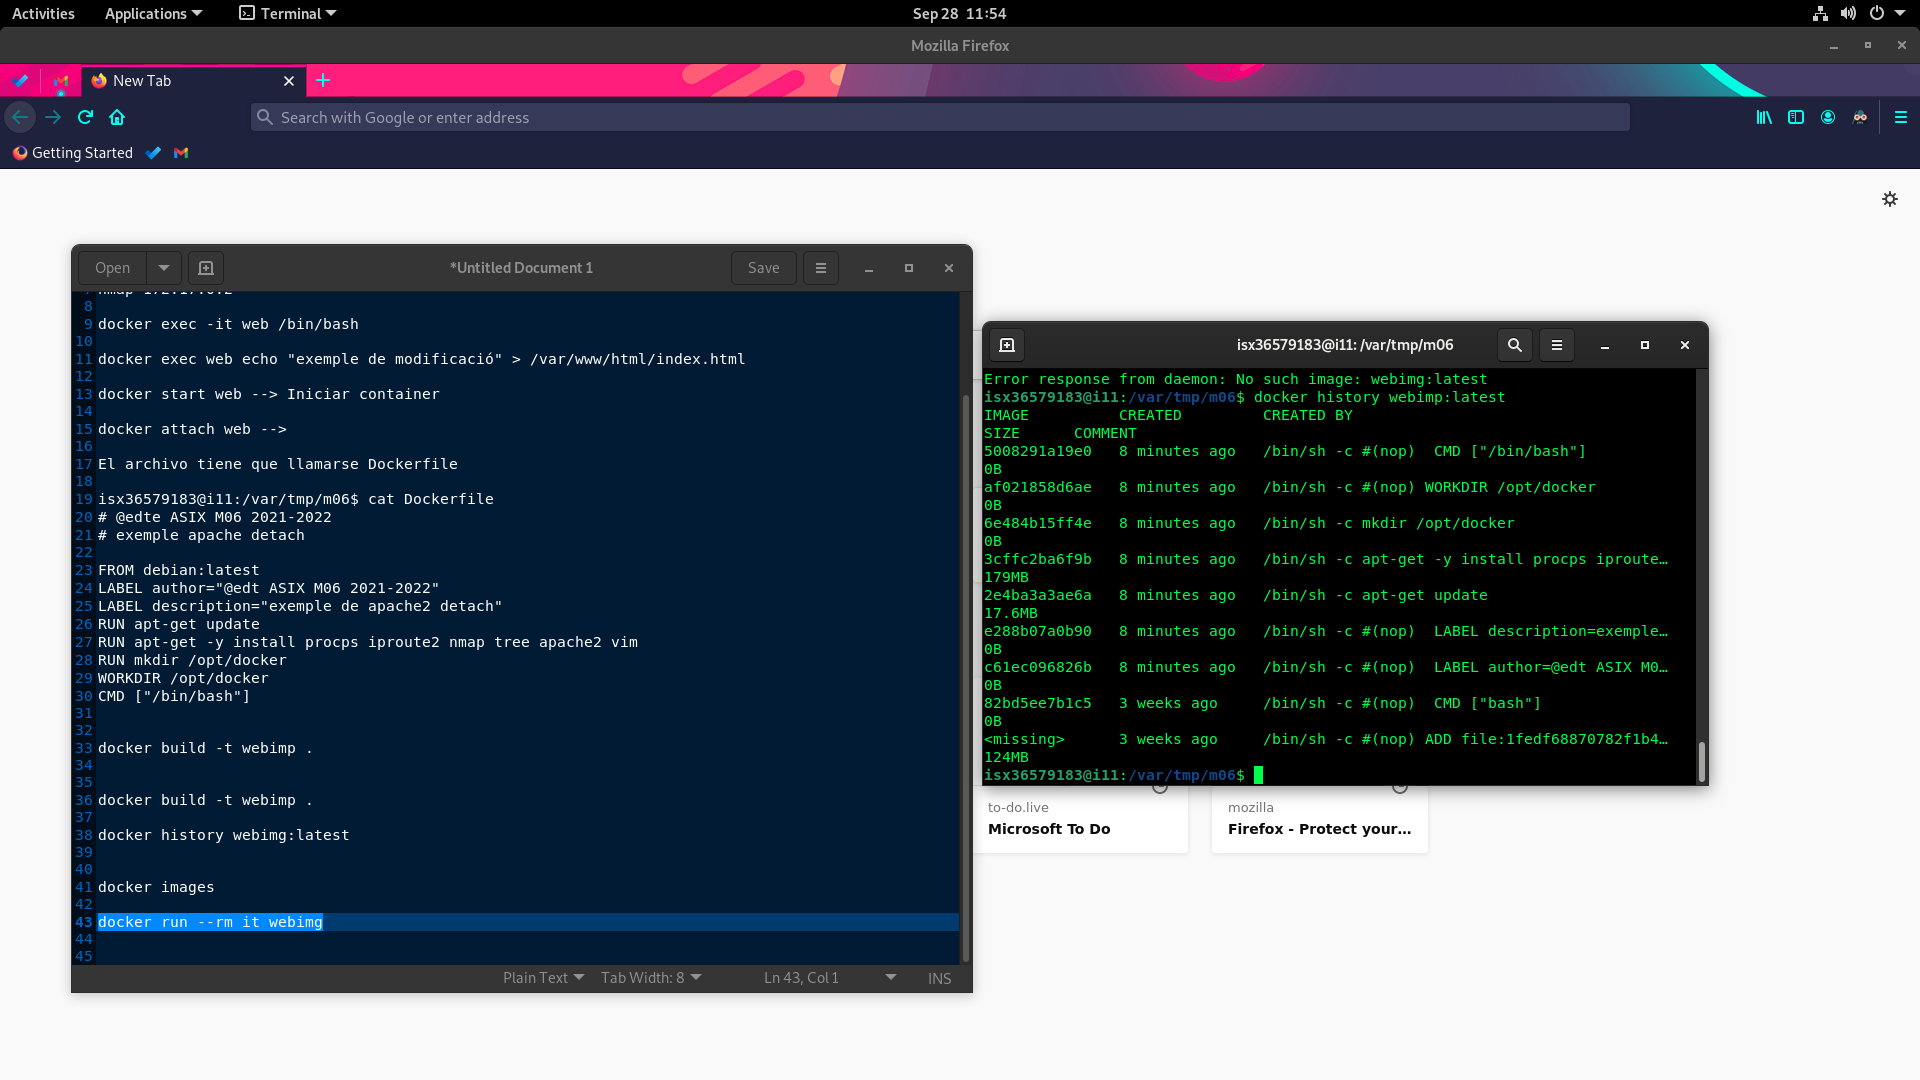 Activities
Applications
Terminal
Sep 28 11:54
Mozilla Firefox
New Tab
Search with Google or enter address
Getting Started
Open
*Untitled Document 1
Save
8
9 docker exec -it web /bin/bash
10
11 docker exec web echo "exemple de modificació" > /var/www/html/index.html
12
13 docker start web --> Iniciar container
14
15 docker attach web -->
16
17 El archivo tiene que llamarse Dockerfile
18
19 isx36579183@i11:/var/tmp/m06$ cat Dockerfile
20 # @edte ASIX M06 2021-2022
21 # exemple apache detach
22
23 FROM debian:latest
24 LABEL author="@edt ASIX M06 2021-2022"
25 LABEL description="exemple de apache2 detach"
26 RUN apt-get update
27 RUN apt-get -y install procps iproute2 nmap tree apache2 vim
28 RUN mkdir /opt/docker
29 WORKDIR /opt/docker
30 CMD ["/bin/bash"]
31
32
33 docker build -t webimp .
34
35
36 docker build -t webimp .
37
38 docker history webimg:latest
39
40
41 docker images
42
43 docker run --rm it webimg
44
45
Plain Text
Tab Width: 8
Ln 43, Col 1
INS
isx36579183@i11: /var/tmp/m06
Error response from daemon: No such image: webimg:latest
isx36579183@i11:/var/tmp/m06$ docker history webimp:latest
IMAGE CREATED CREATED BY
SIZE COMMENT
5008291a19e0 8 minutes ago /bin/sh -c #(nop) CMD ["/bin/bash"]
0B
af021858d6ae 8 minutes ago /bin/sh -c #(nop) WORKDIR /opt/docker
0B
6e484b15ff4e 8 minutes ago /bin/sh -c mkdir /opt/docker
0B
3cffc2ba6f9b 8 minutes ago /bin/sh -c apt-get -y install procps iproute…
179MB
2e4ba3a3ae6a 8 minutes ago /bin/sh -c apt-get update
17.6MB
e288b07a0b90 8 minutes ago /bin/sh -c #(nop) LABEL description=exemple…
0B
c61ec096826b 8 minutes ago /bin/sh -c #(nop) LABEL author=@edt ASIX M0…
0B
82bd5ee7b1c5 3 weeks ago /bin/sh -c #(nop) CMD ["bash"]
0B
<missing> 3 weeks ago /bin/sh -c #(nop) ADD file:1fedf68870782f1b4…
124MB
isx36579183@i11:/var/tmp/m06$
to-do.live
Microsoft To Do
mozilla
Firefox - Protect your...